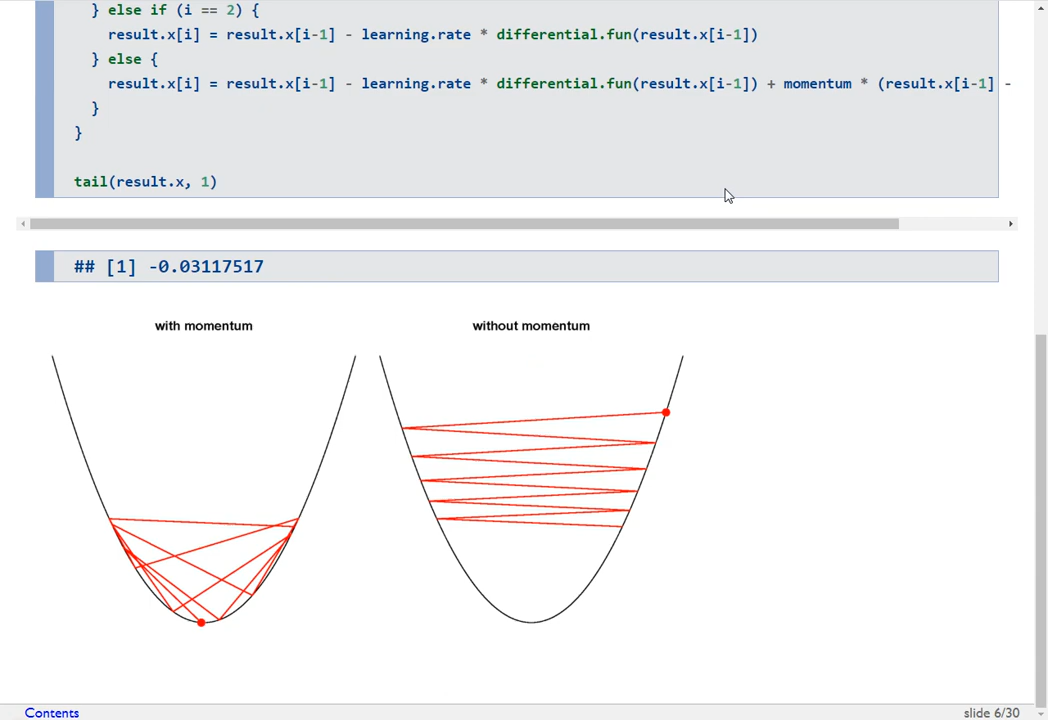 } else if (i == 2) {
result.x[i] = result.x[i-1] - learning.rate * differential.fun(result.x[i-1])
} else {
result.x[i] = result.x[i-1] - learning.rate * differential.fun(result.x[i-1]) + momentum * (result.x[i-1] -
}
}
tail(result.x, 1)
## [1] -0.03117517
with momentum
without momentum
Contents
slide 6/30